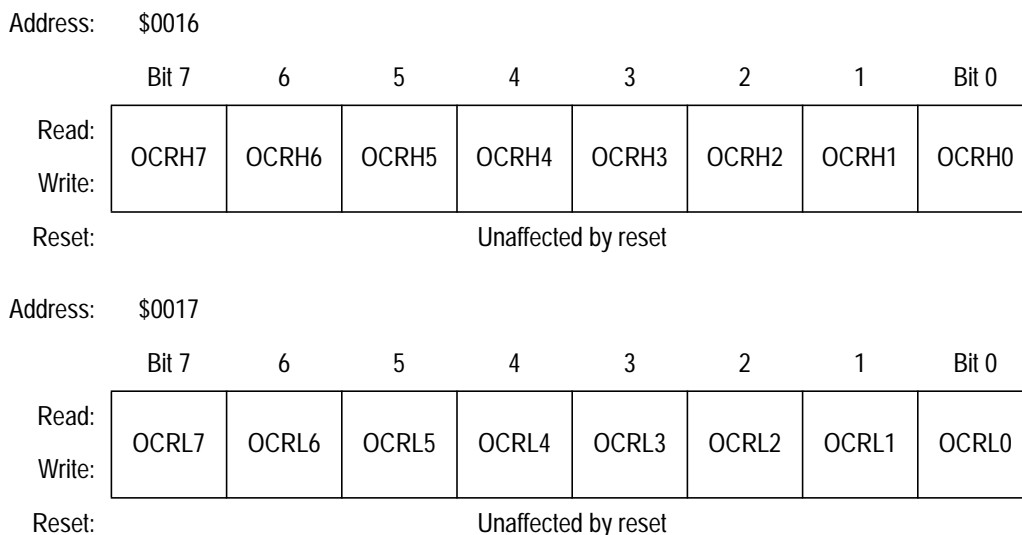 Address: $0016
Bit 7 6 5 4 3 2 1 Bit 0
Read:
OCRH7 OCRH6 OCRH5 OCRH4 OCRH3 OCRH2 OCRH1 OCRH0
Write:
Reset: Unaffected by reset
Address: $0017
Bit 7 6 5 4 3 2 1 Bit 0
Read:
OCRL7 OCRL6 OCRL5 OCRL4 OCRL3 OCRL2 OCRL1 OCRL0
Write:
Reset: Unaffected by reset